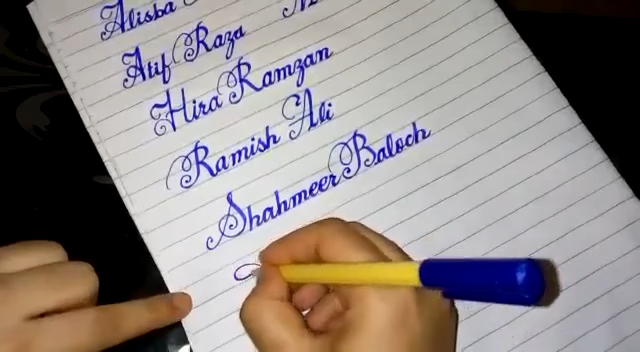 Alisba
Atif Raza
Hira Ramzan
Ramish Ali
Shahmeer Baloch